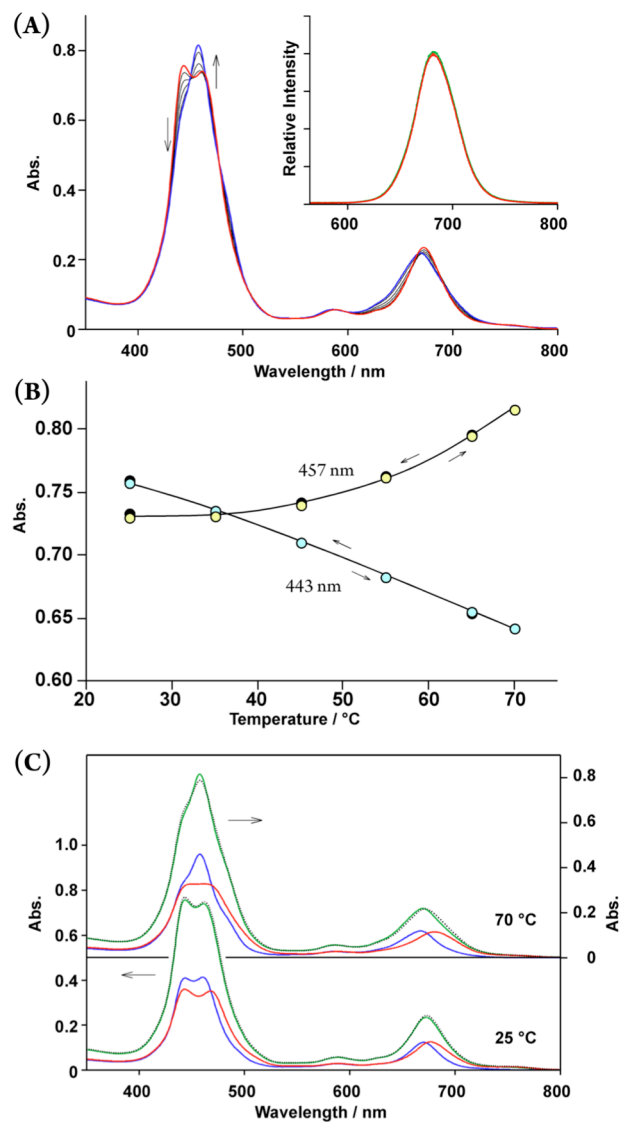 (A)
0.8
0.6
0.4
0.2
0
Abs.
400
500
600
700
800
Wavelength / nm
Relative Intensity
600
700
800
(B)
0.80
0.75
0.70
0.65
0.60
Abs.
457 nm
443 nm
20
30
40
50
60
70
Temperature / °C
(C)
1.0
0.8
0.6
0.4
0.2
0
Abs.
0.8
0.6
0.4
0.2
0
Abs.
70 °C
25 °C
400
500
600
700
800
Wavelength / nm